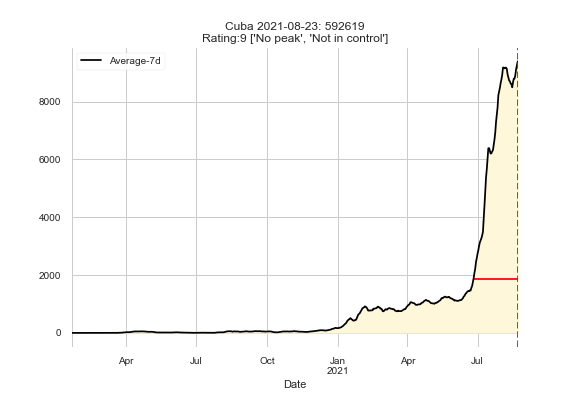 Cuba 2021-08-23: 592619
Rating:9 ['No peak', 'Not in control']
Average-7d
8000
6000
4000
2000
0
Apr Jul Oct Jan Apr Jul
2021
Date